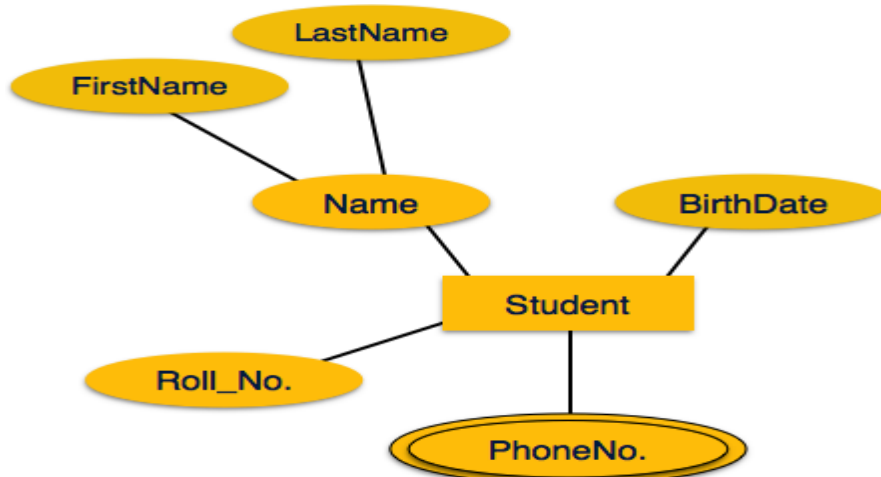 LastName
FirstName
Name
BirthDate
Student
Roll_No.
PhoneNo.